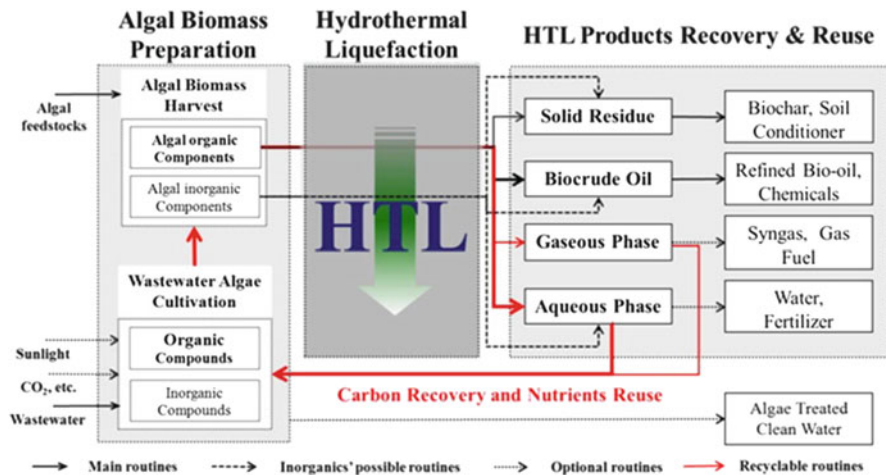 Algal Biomass
Preparation
Hydrothermal
Liquefaction
HTL Products Recovery & Reuse
Algal
feedstocks
Algal Biomass
Harvest
Algal organic
Components
Algal inorganic
Components
Wastewater Algae
Cultivation
Organic
Compounds
Inorganic
Compounds
Sunlight
CO₂, etc.
Wastewater
HTL
Solid Residue
Biocrude Oil
Gaseous Phase
Aqueous Phase
Biochar, Soil
Conditioner
Refined Bio-oil,
Chemicals
Syngas, Gas
Fuel
Water,
Fertilizer
Carbon Recovery and Nutrients Reuse
Algae Treated
Clean Water
Main routines
Inorganics' possible routines
Optional routines
Recyclable routines